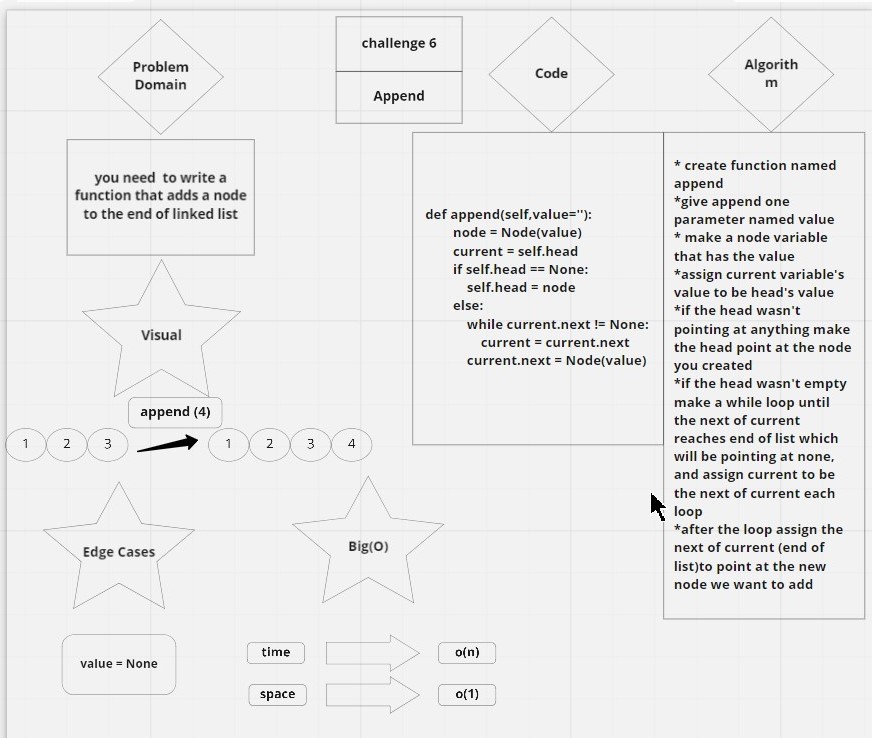 Problem
Domain
challenge 6
Append
Code
Algorith
m
you need  to write a
function that adds a node
to the end of linked list
def append(self,value=''):
node = Node(value)
current = self.head
if self.head == None:
self.head = node
else:
while current.next != None:
current = current.next
current.next = Node(value)
* create function named
append
*give append one
parameter named value
* make a node variable
that has the value
*assign current variable's
value to be head's value
*if the head wasn't
pointing at anything make
the head point at the node
you created
*if the head wasn't empty
make a while loop until
the next of current
reaches end of list which
will be pointing at none,
and assign current to be
the next of current each
loop
*after the loop assign the
next of current (end of
list)to point at the new
node we want to add
Visual
append (4)
1 2 3 1 2 3 4
Edge Cases
Big(O)
value = None
time o(n)
space o(1)